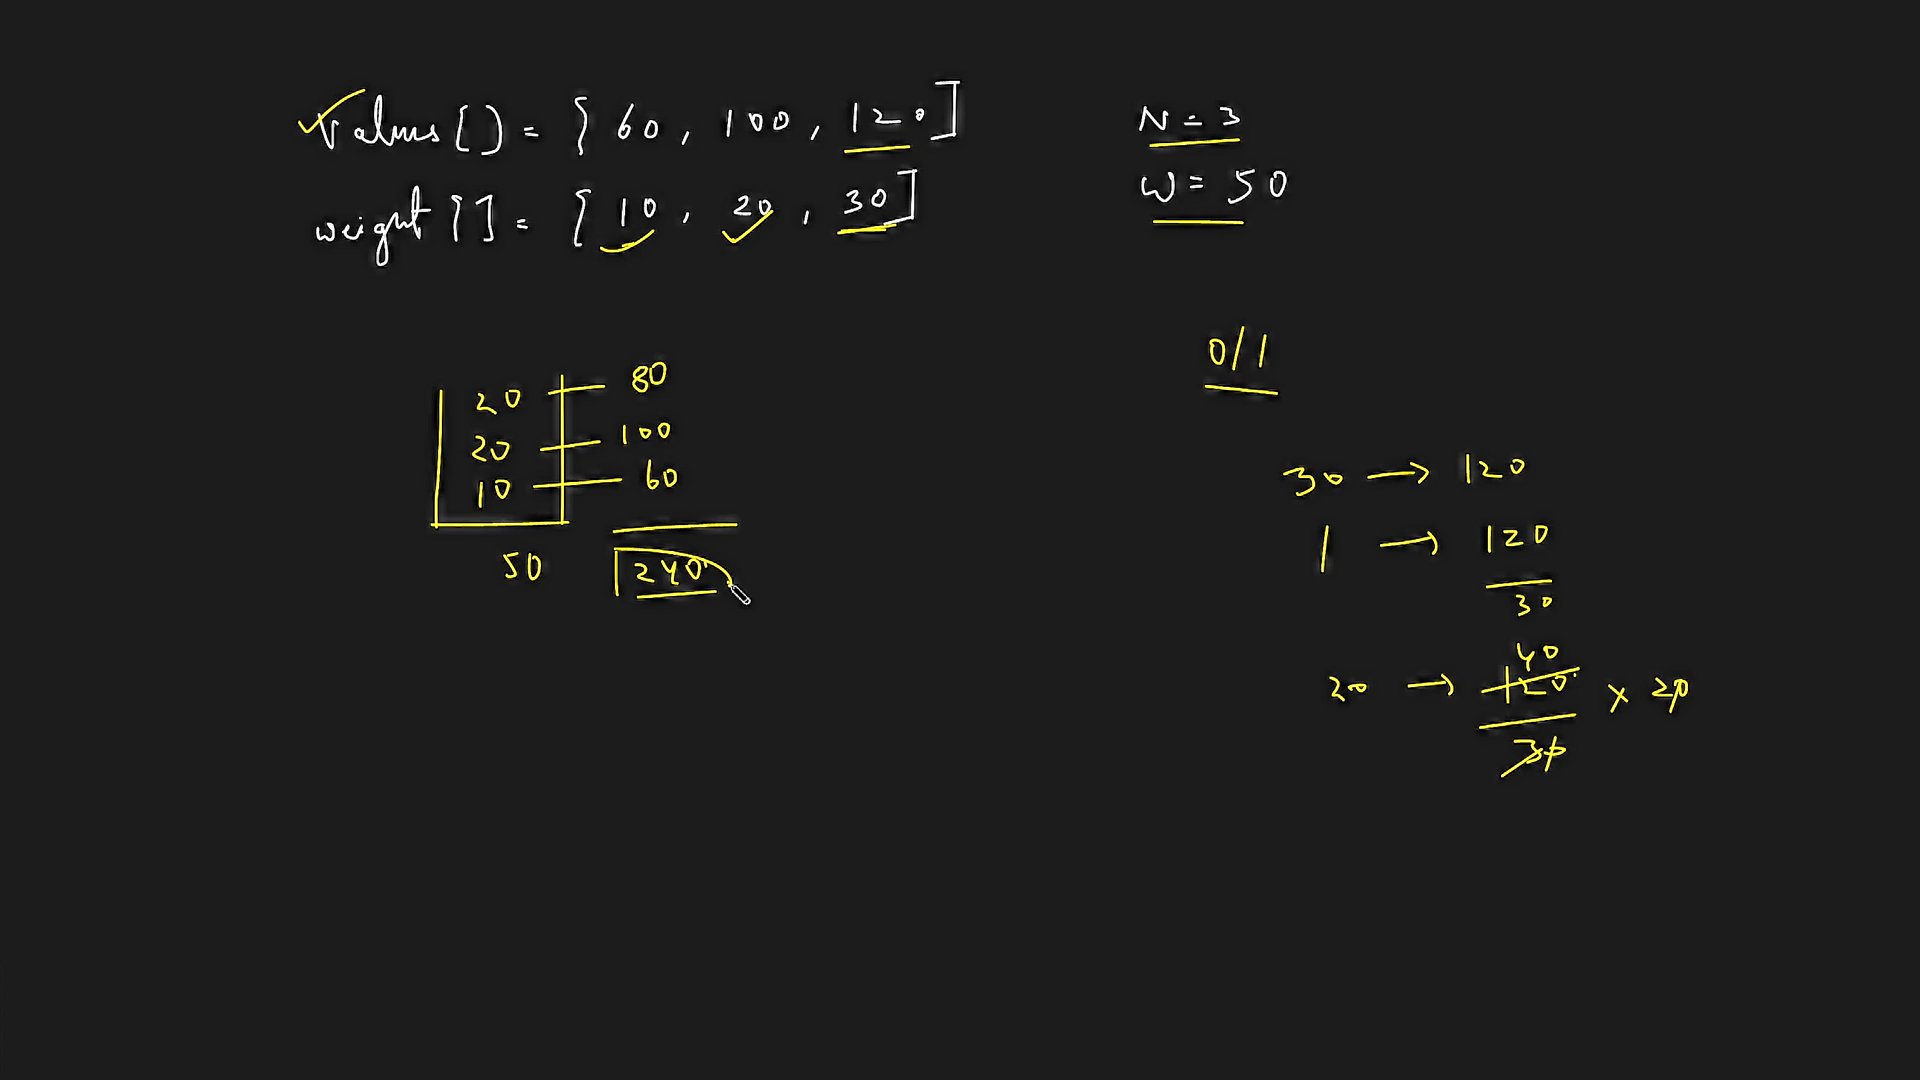 Values[] = { 60, 100, 120]
weight[] = { 10, 20, 30]
N = 3
W = 50
0/1
20 80
20 100
10 60
50 240
30 → 120
1 → 120
30
40
20 → 120 x 20
30